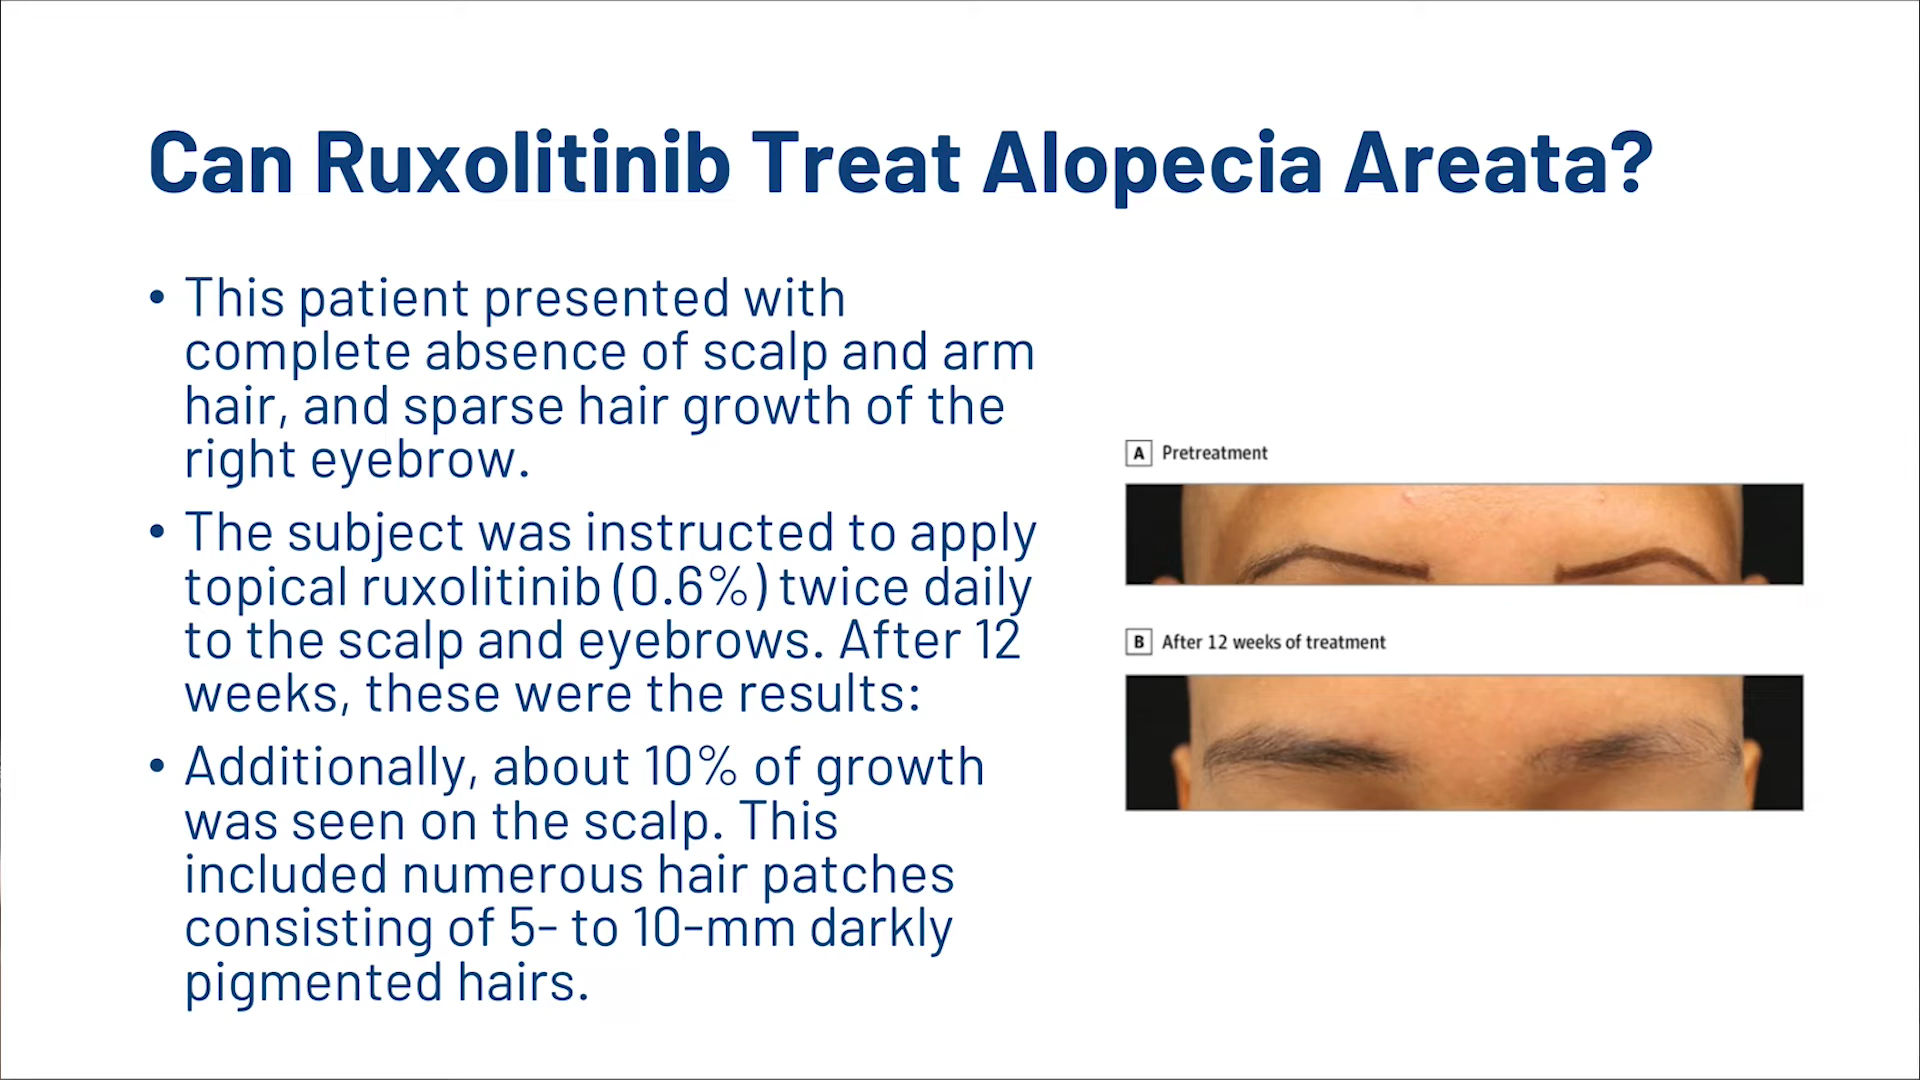 Can Ruxolitinib Treat Alopecia Areata?
• This patient presented with
complete absence of scalp and arm
hair, and sparse hair growth of the
right eyebrow.
• The subject was instructed to apply
topical ruxolitinib (0.6%) twice daily
to the scalp and eyebrows. After 12
weeks, these were the results:
• Additionally, about 10% of growth
was seen on the scalp. This
included numerous hair patches
consisting of 5- to 10-mm darkly
pigmented hairs.
A Pretreatment
B After 12 weeks of treatment